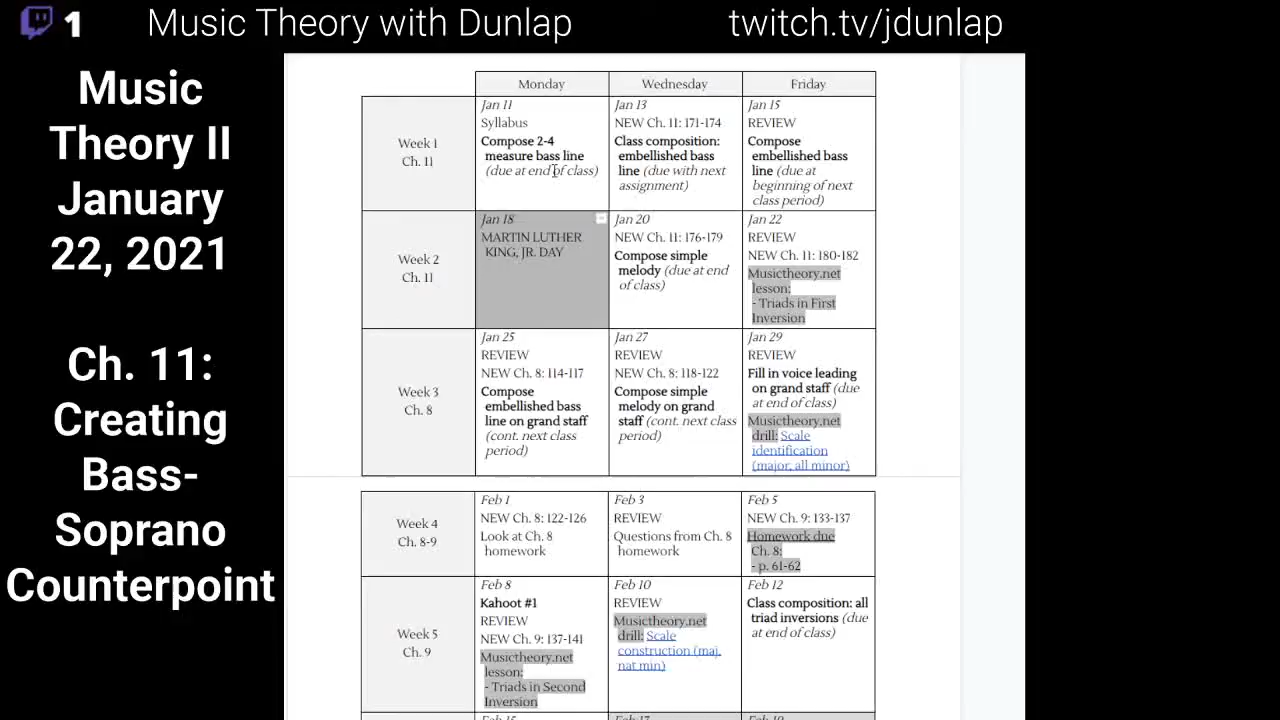 1
Music Theory with Dunlap
twitch.tv/jdunlap
Music
Theory II
January
22, 2021
Ch. 11:
Creating
Bass-
Soprano
Counterpoint
Monday
Wednesday
Friday
Week 1
Ch. 11
Jan 11
Syllabus
Compose 2-4
measure bass line
(due at end of class)
Jan 13
NEW Ch. 11: 171-174
Class composition:
embellished bass
line (due with next
assignment)
Jan 15
REVIEW
Compose
embellished bass
line (due at
beginning of next
class period)
Week 2
Ch. 11
Jan 18
MARTIN LUTHER
KING, JR. DAY
Jan 20
NEW Ch. 11: 176-179
Compose simple
melody (due at end
of class)
Jan 22
REVIEW
NEW Ch. 11: 180-182
Musictheory.net
lesson:
- Triads in First
Inversion
Week 3
Ch. 8
Jan 25
REVIEW
NEW Ch. 8: 114-117
Compose
embellished bass
line on grand staff
(cont. next class
period)
Jan 27
REVIEW
NEW Ch. 8: 118-122
Compose simple
melody on grand
staff (cont. next class
period)
Jan 29
REVIEW
Fill in voice leading
on grand staff (due
at end of class)
Musictheory.net
drill: Scale
identification
(major, all minor)
Week 4
Ch. 8-9
Feb 1
NEW Ch. 8: 122-126
Look at Ch. 8
homework
Feb 3
REVIEW
Questions from Ch. 8
homework
Feb 5
NEW Ch. 9: 133-137
Homework due
Ch. 8:
- p. 61-62
Week 5
Ch. 9
Feb 8
Kahoot #1
REVIEW
NEW Ch. 9: 137-141
Musictheory.net
lesson:
- Triads in Second
Inversion
Feb 10
REVIEW
Musictheory.net
drill: Scale
construction (maj,
nat min)
Feb 12
Class composition: all
triad inversions (due
at end of class)
Feb 15
Feb 17
Feb 19